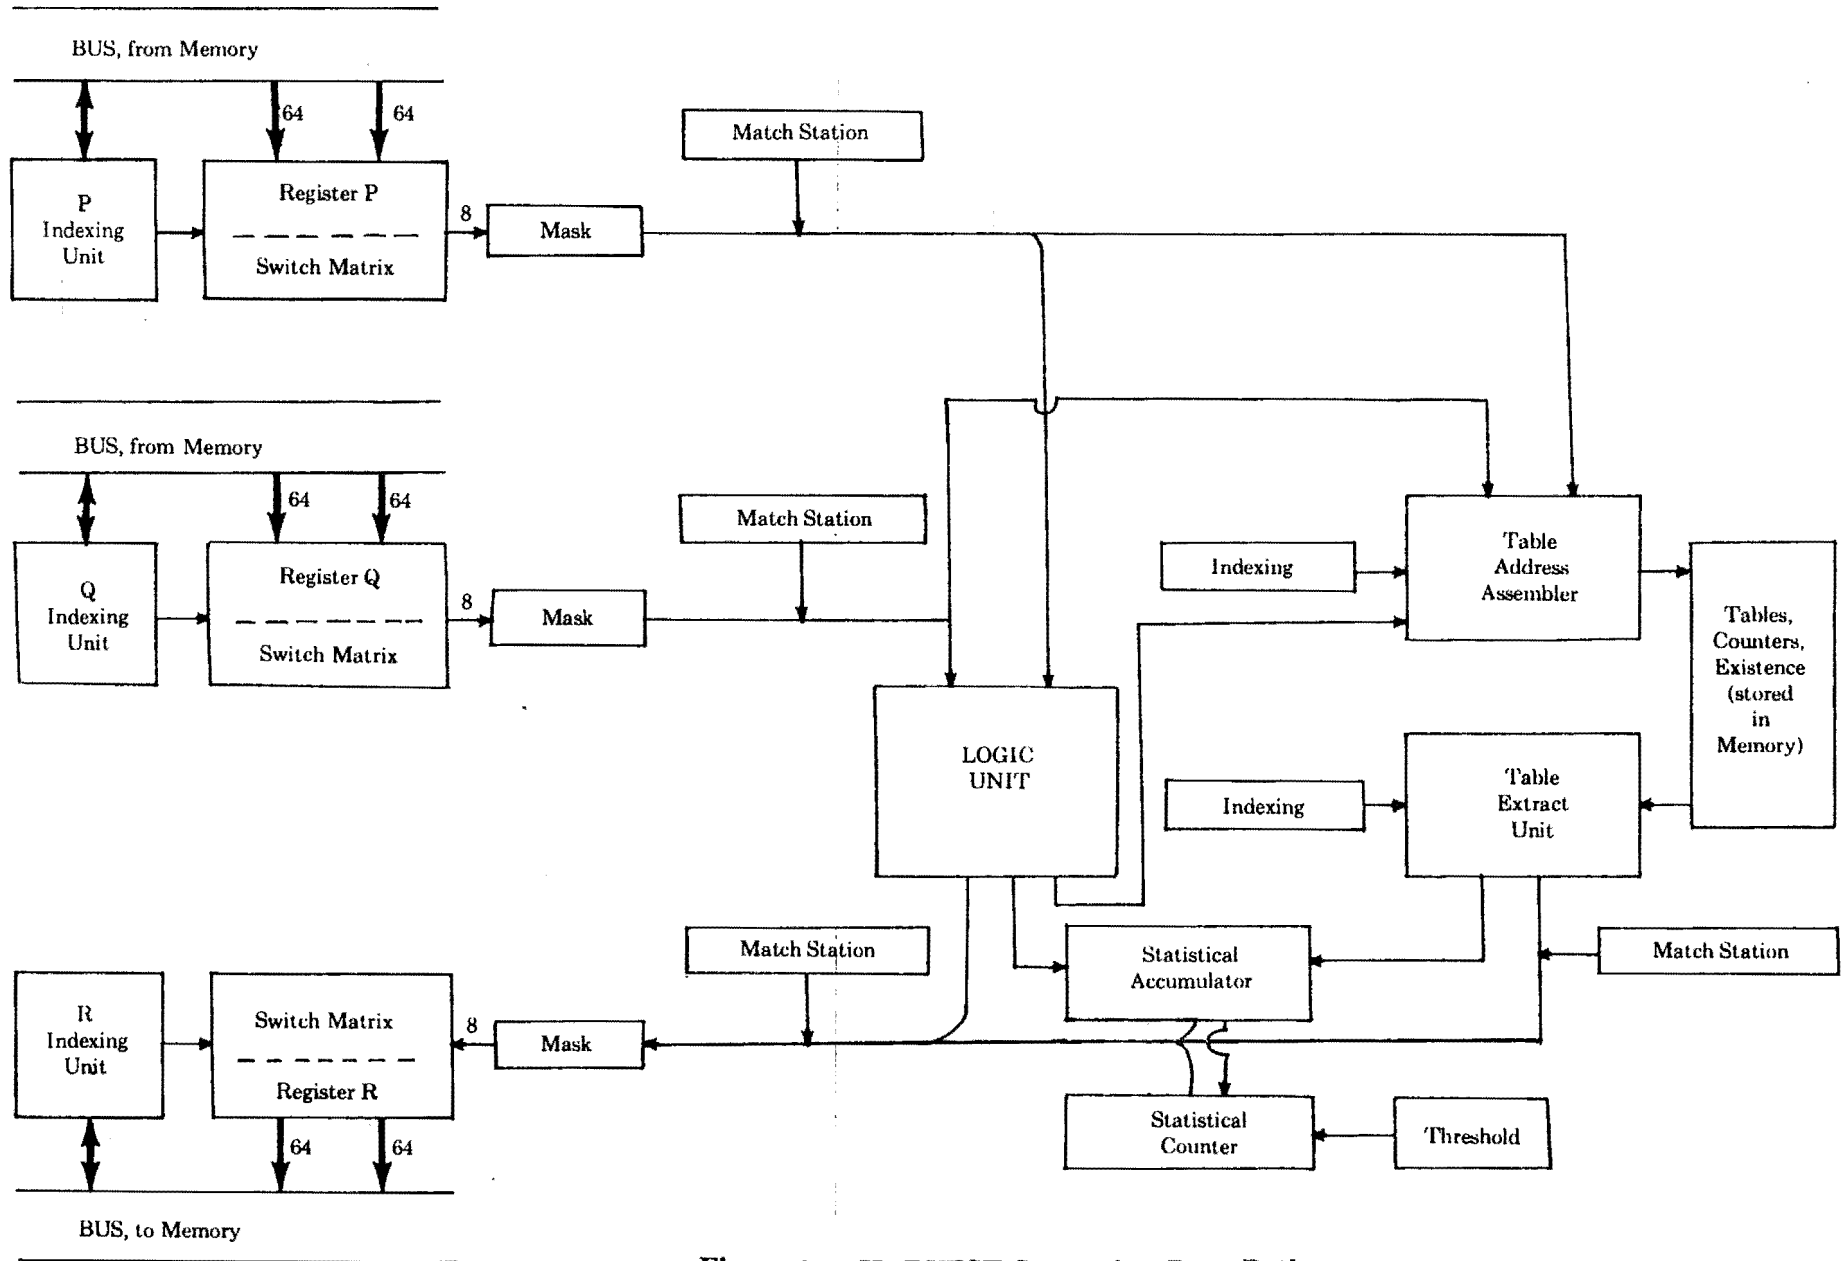 BUS, from Memory
64
64
P
Indexing
Unit
Register P
Switch Matrix
8
Mask
Match Station
BUS, from Memory
64
64
Q
Indexing
Unit
Register Q
Switch Matrix
8
Mask
Match Station
Indexing
Table
Address
Assembler
Tables,
Counters,
Existence
(stored
in
Memory)
LOGIC
UNIT
Indexing
Table
Extract
Unit
R
Indexing
Unit
Switch Matrix
Register R
8
Mask
Match Station
Statistical
Accumulator
Match Station
64
64
Statistical
Counter
Threshold
BUS, to Memory